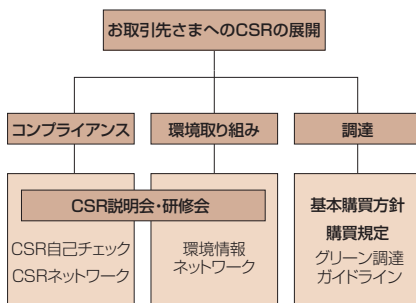 お取引先さまへのCSRの展開
コンプライアンス
環境取り組み
調達
CSR説明会・研修会
CSR自己チェック
CSRネットワーク
環境情報
ネットワーク
基本購買方針
購買規定
グリーン調達
ガイドライン